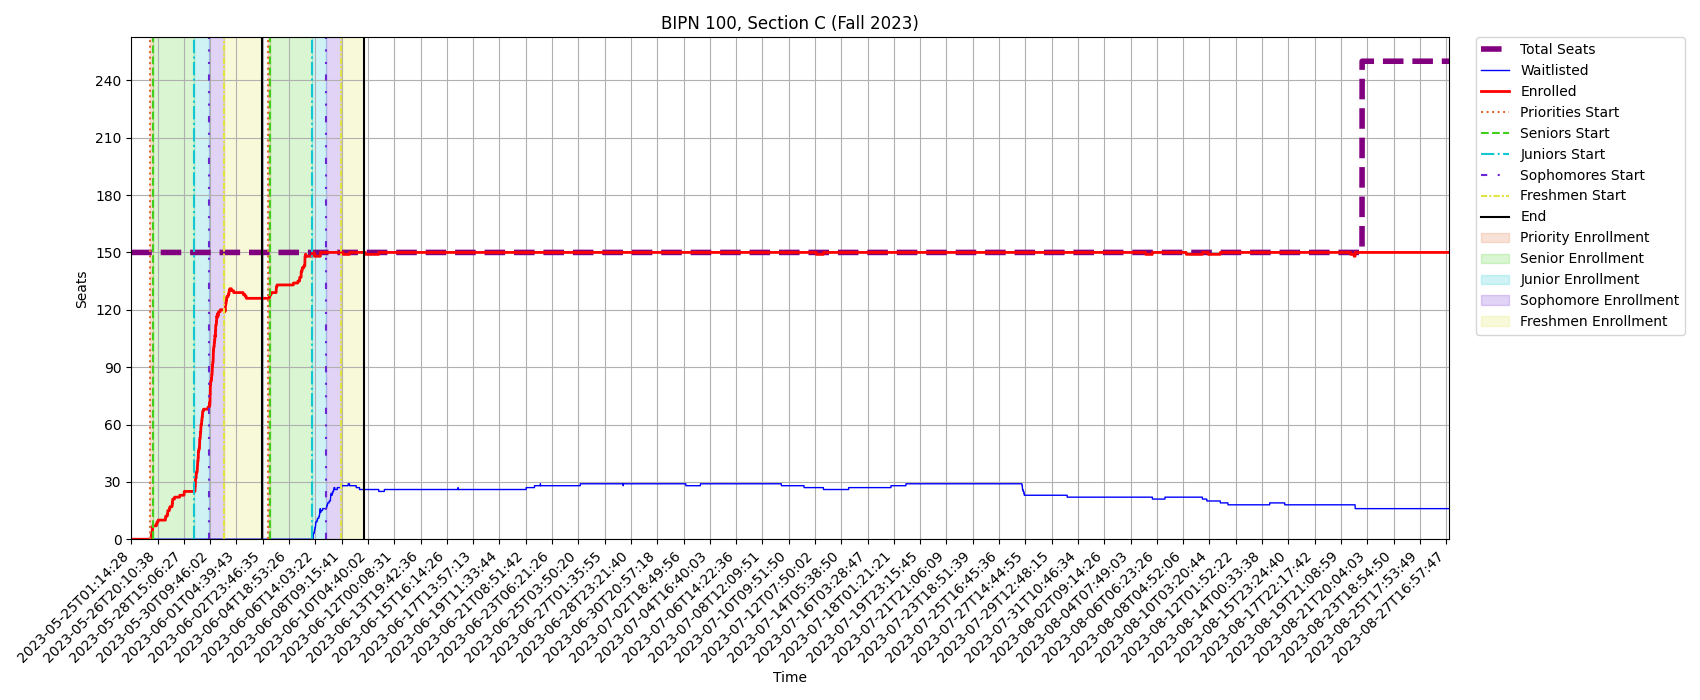 BIPN 100, Section C (Fall 2023)
Seats
240
210
180
150
120
90
60
30
0
2023-05-25T01:14:28
2023-05-26T20:10:38
2023-05-28T15:06:27
2023-05-30T09:46:02
2023-06-01T04:39:43
2023-06-02T23:46:35
2023-06-04T18:53:26
2023-06-06T14:03:22
2023-06-08T09:15:41
2023-06-10T04:40:02
2023-06-12T00:08:31
2023-06-13T19:42:36
2023-06-15T16:14:26
2023-06-17T13:57:13
2023-06-19T11:33:44
2023-06-21T08:51:42
2023-06-23T06:21:26
2023-06-25T03:50:20
2023-06-27T01:35:55
2023-06-28T23:21:40
2023-06-30T20:57:18
2023-07-02T18:49:56
2023-07-04T16:40:03
2023-07-06T14:22:36
2023-07-08T12:09:51
2023-07-10T09:51:50
2023-07-12T07:50:02
2023-07-14T05:38:50
2023-07-16T03:28:47
2023-07-18T01:21:21
2023-07-19T23:15:45
2023-07-21T21:06:09
2023-07-23T18:51:39
2023-07-25T16:45:36
2023-07-27T14:44:55
2023-07-29T12:48:15
2023-07-31T10:46:34
2023-08-02T09:14:26
2023-08-04T07:49:03
2023-08-06T06:23:26
2023-08-08T04:52:06
2023-08-10T03:20:44
2023-08-12T01:52:22
2023-08-14T00:33:38
2023-08-15T23:24:40
2023-08-17T22:17:42
2023-08-19T21:08:59
2023-08-21T20:04:03
2023-08-23T18:54:50
2023-08-25T17:53:49
2023-08-27T16:57:47
Time
Total Seats
Waitlisted
Enrolled
Priorities Start
Seniors Start
Juniors Start
Sophomores Start
Freshmen Start
End
Priority Enrollment
Senior Enrollment
Junior Enrollment
Sophomore Enrollment
Freshmen Enrollment